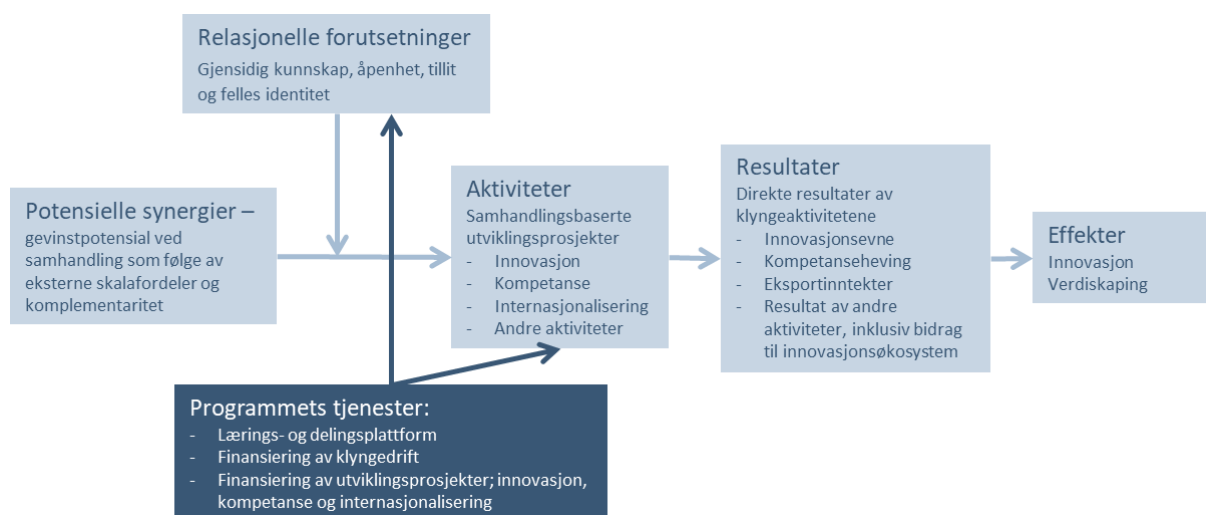 Relasjonelle forutsetninger
Gjensidig kunnskap, åpenhet, tillit
og felles identitet
Potensielle synergier –
gevinstpotensial ved
samhandling som følge av
eksterne skalafordeler og
komplementaritet
Aktiviteter
Samhandlingsbaserte
utviklingsprosjekter
- Innovasjon
- Kompetanse
- Internasjonalisering
- Andre aktiviteter
Resultater
Direkte resultater av
klyngeaktivitetene
- Innovasjonsevne
- Kompetanseheving
- Eksportinntekter
- Resultat av andre
aktiviteter, inklusiv bidrag
til innovasjonsøkosystem
Effekter
Innovasjon
Verdiskaping
Programmets tjenester:
- Lærings- og delingsplattform
- Finansiering av klyngedrift
- Finansiering av utviklingsprosjekter; innovasjon,
kompetanse og internasjonalisering